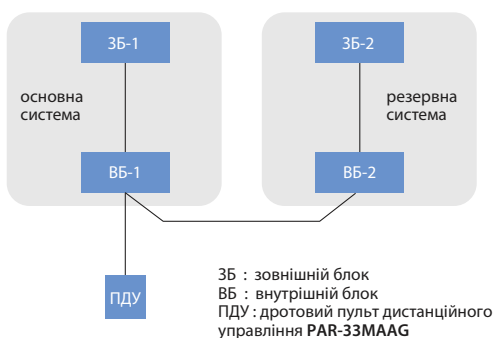 ЗБ-1
ЗБ-2
основна
система
резервна
система
ВБ-1
ВБ-2
ПДУ
ЗБ : зовнішній блок
ВБ : внутрішній блок
ПДУ : дротовий пульт дистанційного
управління PAR-33MAAG